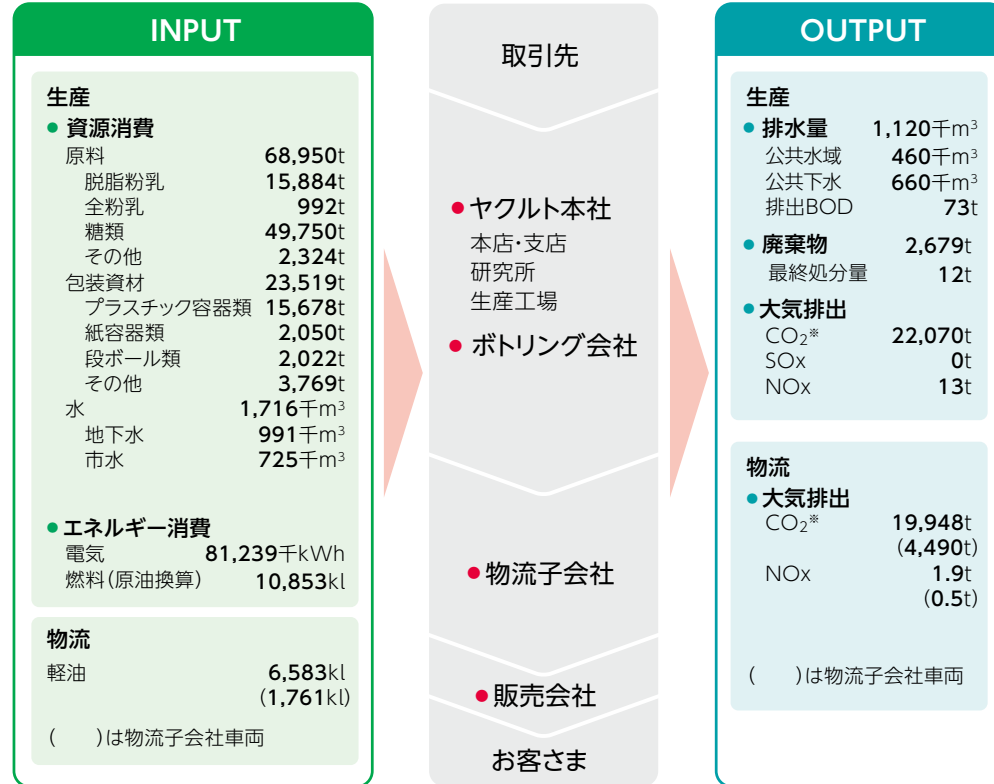 INPUT
生産
● 資源消費
原料 68,950t
脱脂粉乳 15,884t
全粉乳 992t
糖類 49,750t
その他 2,324t
包装資材 23,519t
プラスチック容器類 15,678t
紙容器類 2,050t
段ボール類 2,022t
その他 3,769t
水 1,716千m³
地下水 991千m³
市水 725千m³
● エネルギー消費
電気 81,239千kWh
燃料(原油換算) 10,853kl
物流
軽油 6,583kl
(1,761kl)
(　　)は物流子会社車両
取引先
● ヤクルト本社
本店・支店
研究所
生産工場
● ボトリング会社
● 物流子会社
● 販売会社
お客さま
OUTPUT
生産
● 排水量 1,120千m³
公共水域 460千m³
公共下水 660千m³
排出BOD 73t
● 廃棄物 2,679t
最終処分量 12t
● 大気排出
CO₂※ 22,070t
SOx 0t
NOx 13t
物流
● 大気排出
CO₂※ 19,948t
(4,490t)
NOx 1.9t
(0.5t)
(　　)は物流子会社車両